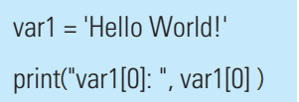 var1 = 'Hello World!'
print("var1[0]: ", var1[0] )